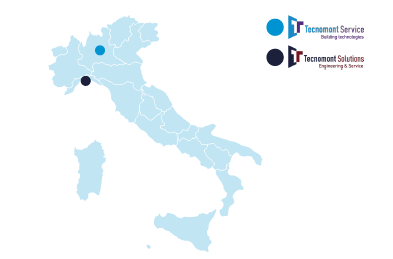 Tecnomont Service
Building technologies
Tecnomont Solutions
Engineering & Service